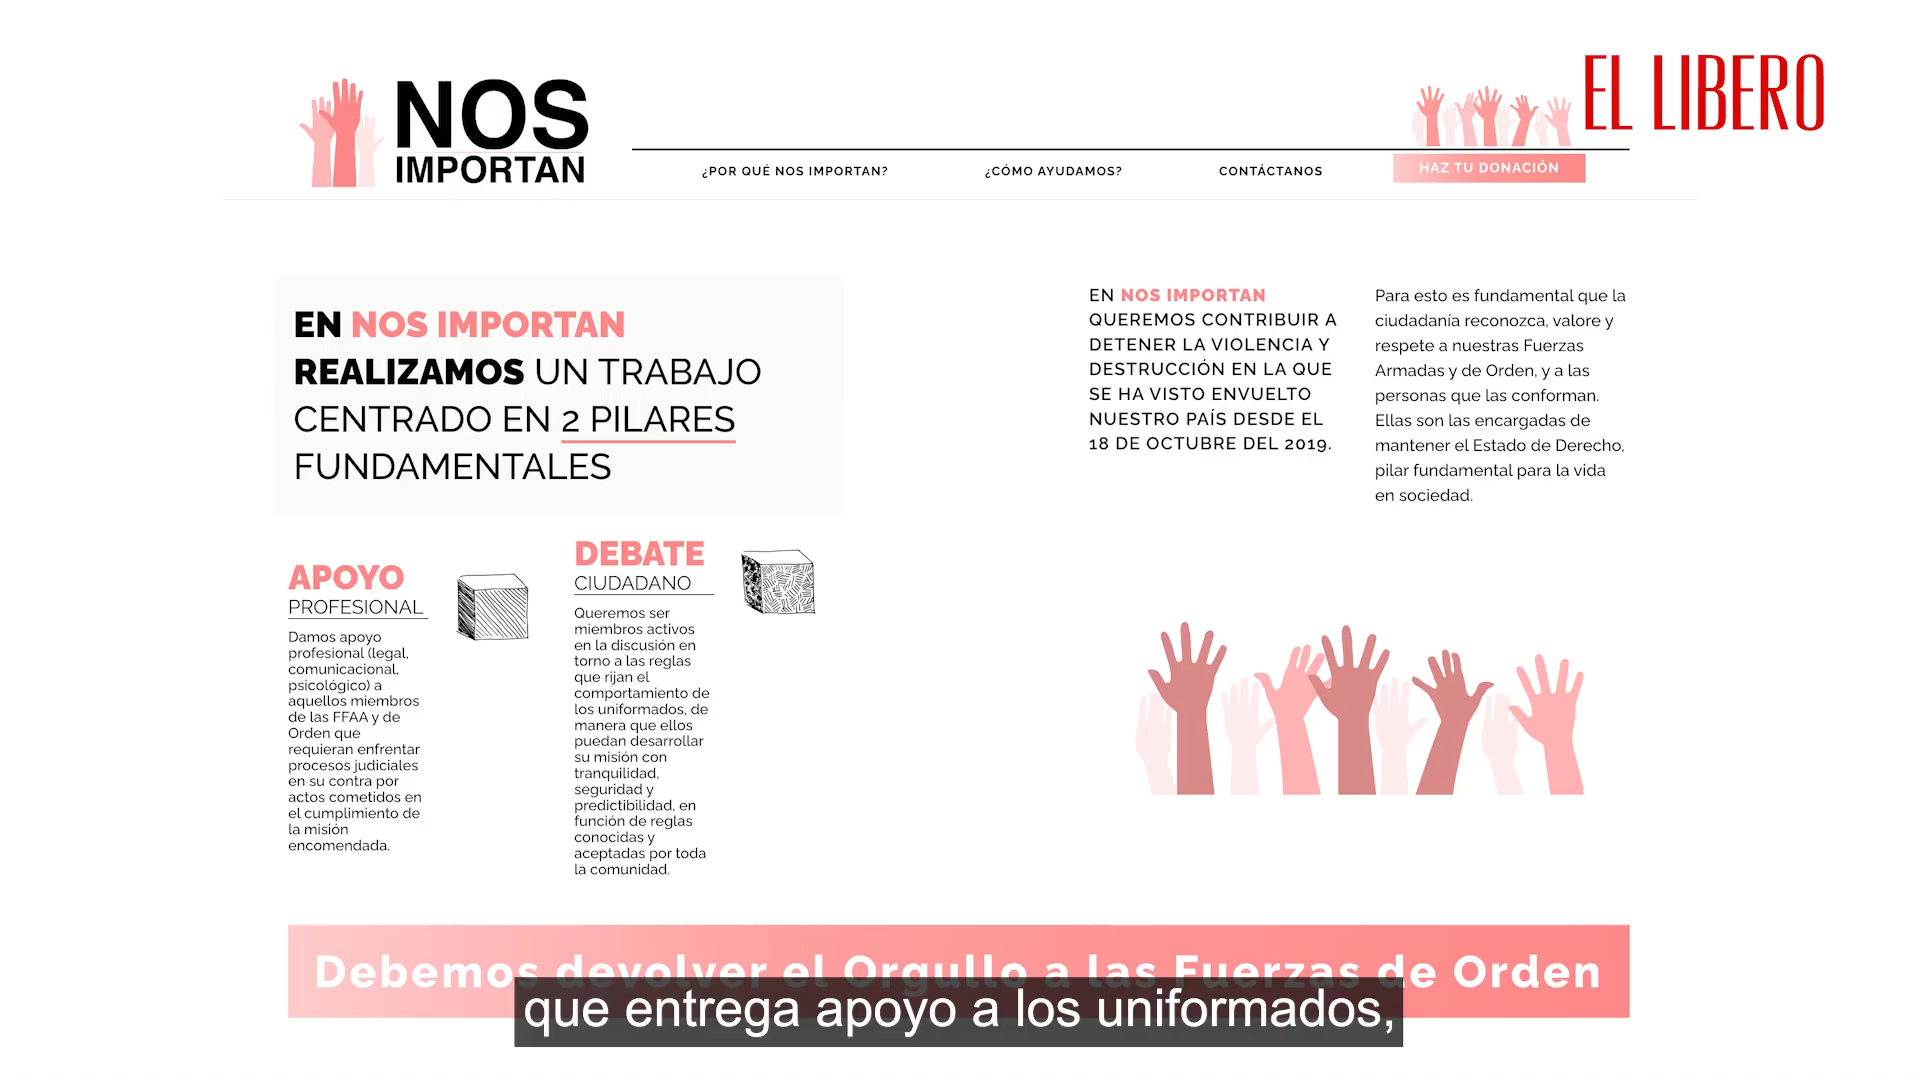 NOS
IMPORTAN
EL LIBERO
¿POR QUÉ NOS IMPORTAN?
¿CÓMO AYUDAMOS?
CONTÁCTANOS
HAZ TU DONACIÓN
EN NOS IMPORTAN
REALIZAMOS UN TRABAJO
CENTRADO EN 2 PILARES
FUNDAMENTALES
APOYO
PROFESIONAL
Damos apoyo
profesional (legal,
comunicacional,
psicológico) a
aquellos miembros
de las FFAA y de
Orden que
requieran enfrentar
procesos judiciales
en su contra por
actos cometidos en
el cumplimiento de
la misión
encomendada.
DEBATE
CIUDADANO
Queremos ser
miembros activos
en la discusión en
torno a las reglas
que rijan el
comportamiento de
los uniformados, de
manera que ellos
puedan desarrollar
su misión con
tranquilidad,
seguridad y
predictibilidad, en
función de reglas
conocidas y
aceptadas por toda
la comunidad.
EN NOS IMPORTAN
QUEREMOS CONTRIBUIR A
DETENER LA VIOLENCIA Y
DESTRUCCIÓN EN LA QUE
SE HA VISTO ENVUELTO
NUESTRO PAÍS DESDE EL
18 DE OCTUBRE DEL 2019.
Para esto es fundamental que la
ciudadanía reconozca, valore y
respete a nuestras Fuerzas
Armadas y de Orden, y a las
personas que las conforman.
Ellas son las encargadas de
mantener el Estado de Derecho,
pilar fundamental para la vida
en sociedad.
Debemos devolver el Orgullo a las Fuerzas de Orden
que entrega apoyo a los uniformados,